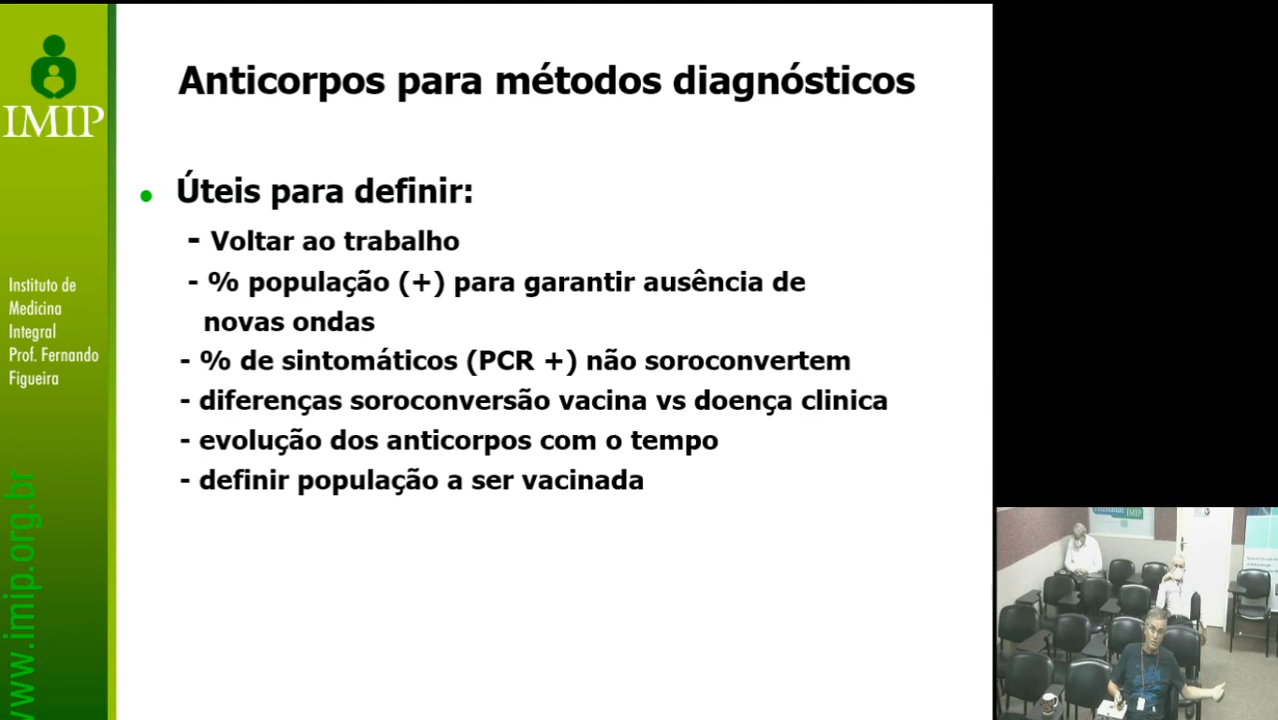 IMIP
Instituto de
Medicina
Integral
Prof. Fernando
Figueira
www.imip.org.br
Anticorpos para métodos diagnósticos
• Úteis para definir:
- Voltar ao trabalho
- % população (+) para garantir ausência de
novas ondas
- % de sintomáticos (PCR +) não soroconvertem
- diferenças soroconversão vacina vs doença clinica
- evolução dos anticorpos com o tempo
- definir população a ser vacinada
IMIP